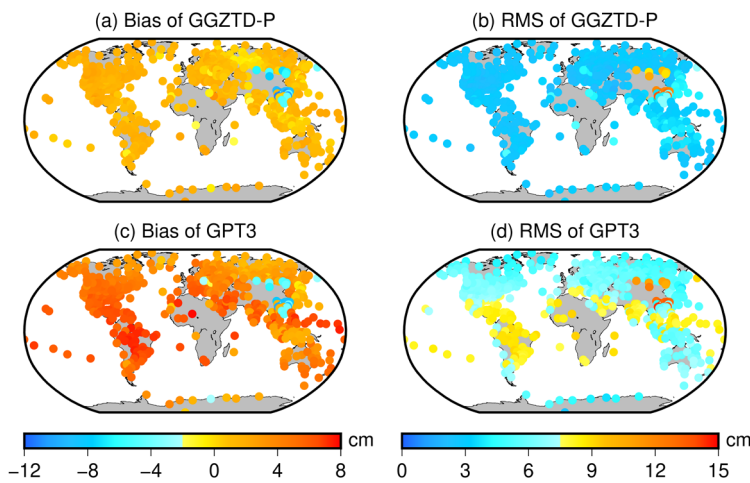 (a) Bias of GGZTD-P
(b) RMS of GGZTD-P
(c) Bias of GPT3
(d) RMS of GPT3
cm
−12 −8 −4 0 4 8
cm
0 3 6 9 12 15